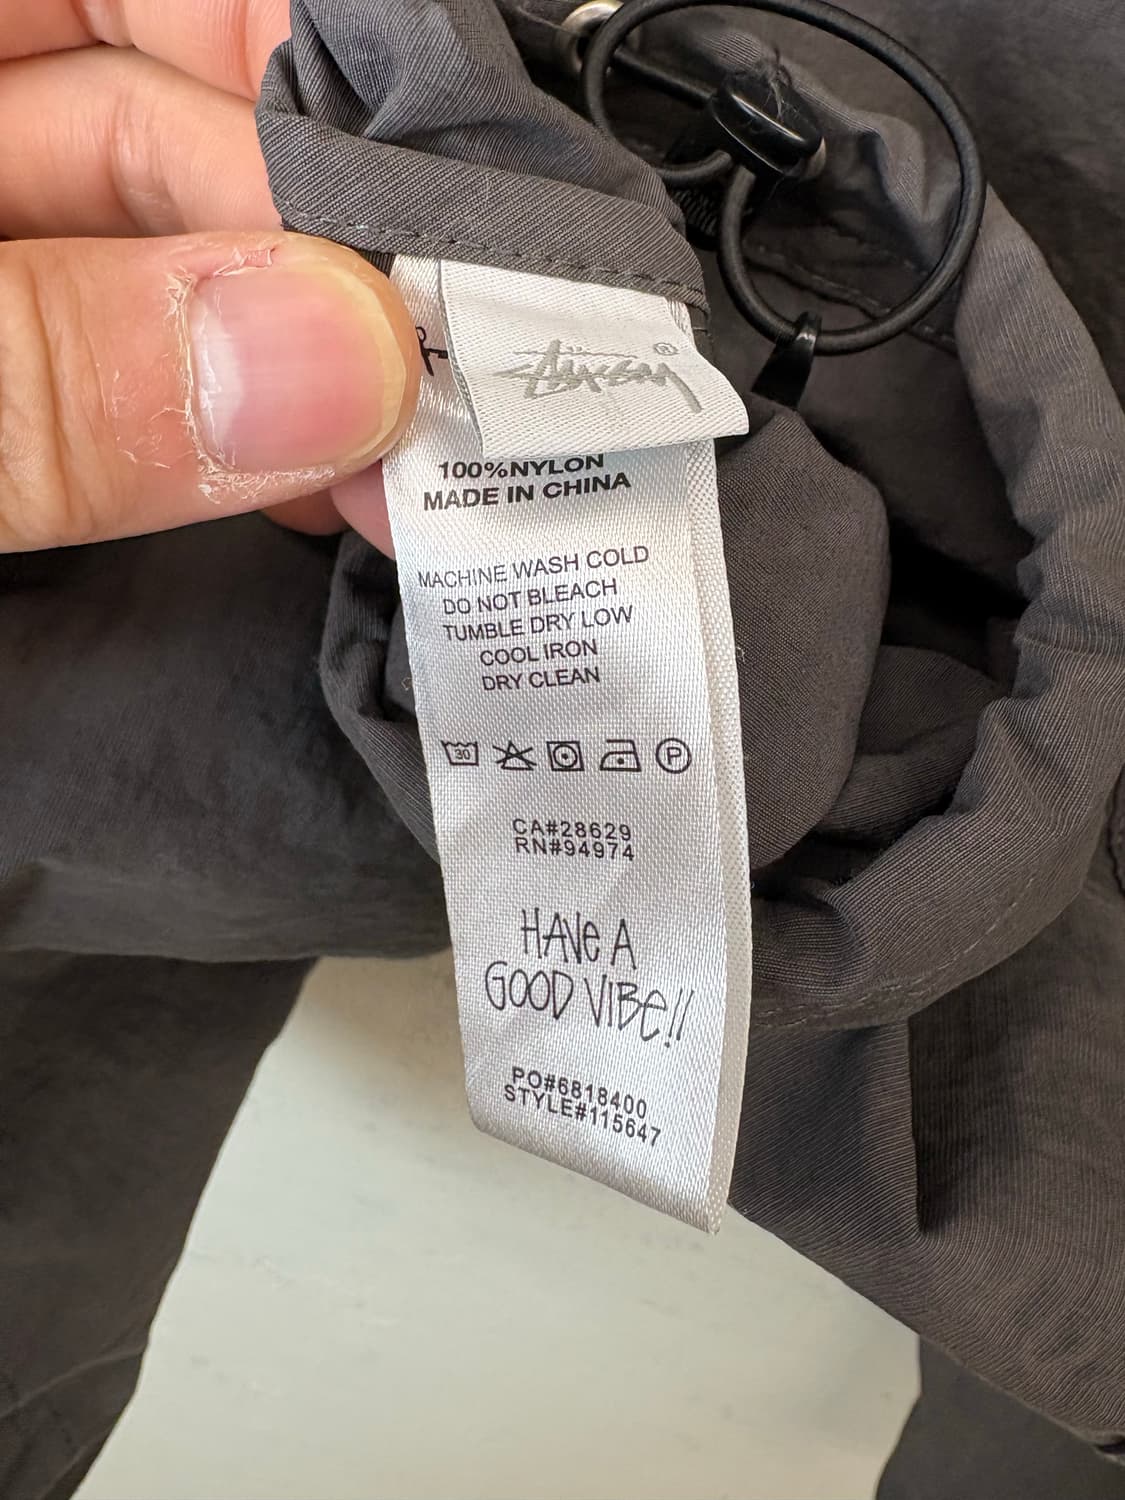 Stüssy®
100%NYLON
MADE IN CHINA
MACHINE WASH COLD
DO NOT BLEACH
TUMBLE DRY LOW
COOL IRON
DRY CLEAN
30
P
CA#28629
RN#94974
HAVe A
GOOD VIBe!!
PO#6818400
STYLE#115647